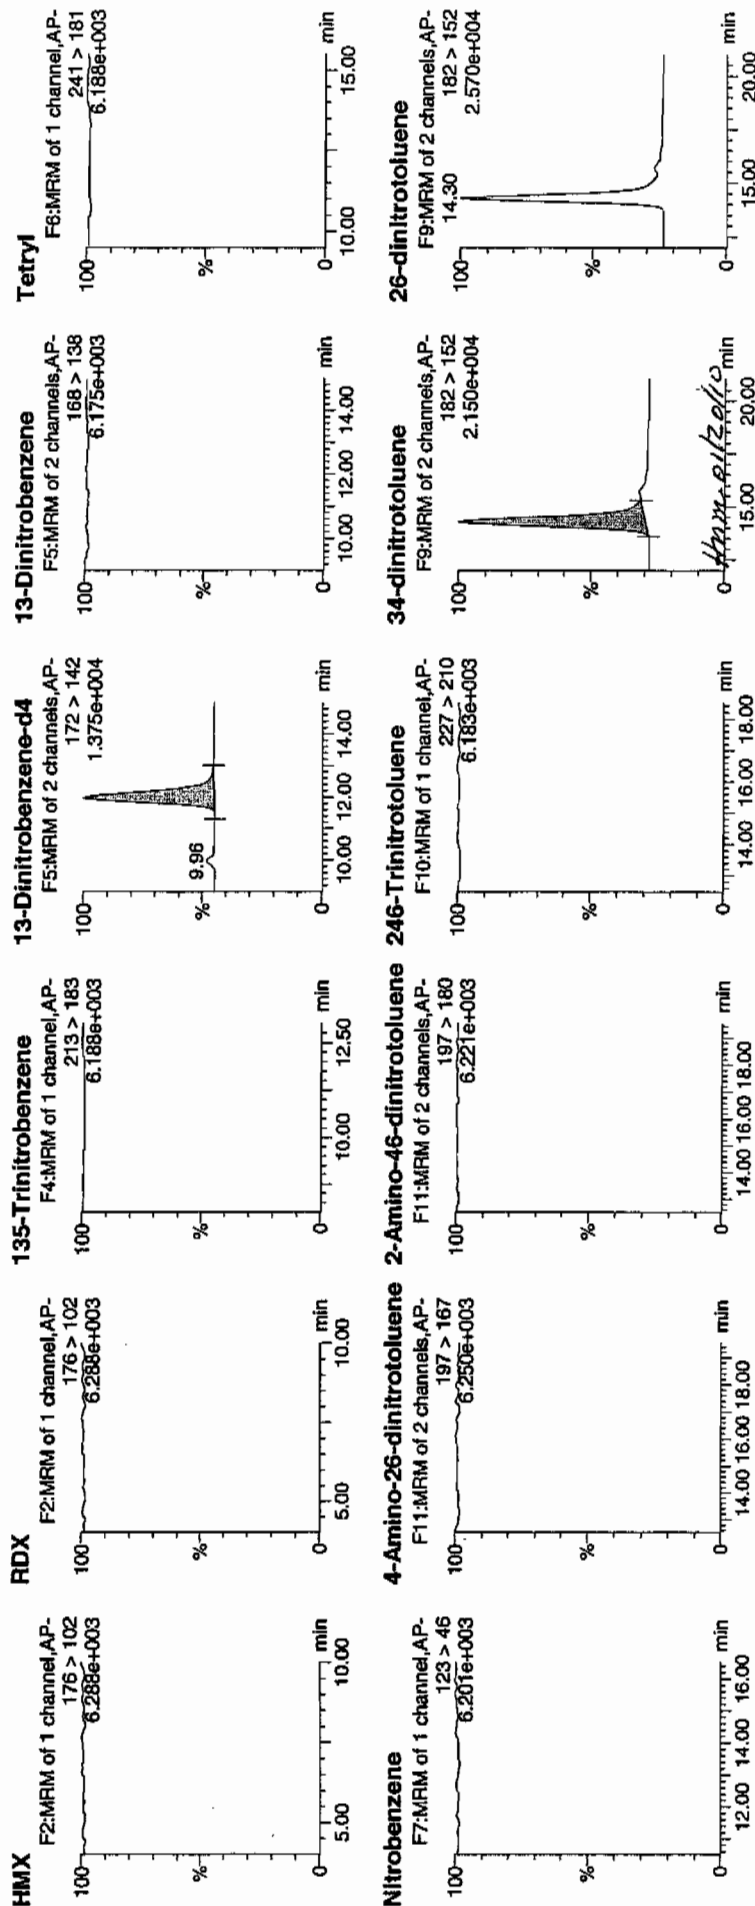 HMX
F2:MRM of 1 channel,AP-
176 > 102
6.288e+003
100
%
0
5.00 10.00
min
RDX
F2:MRM of 1 channel,AP-
176 > 102
6.288e+003
100
%
0
5.00 10.00
min
135-Trinitrobenzene
F4:MRM of 1 channel,AP-
213 > 183
6.188e+003
100
%
0
10.00 12.50
min
13-Dinitrobenzene-d4
F5:MRM of 2 channels,AP-
172 > 142
1.375e+004
100
9.96
%
0
10.00 12.00 14.00
min
13-Dinitrobenzene
F5:MRM of 2 channels,AP-
168 > 138
6.175e+003
100
%
0
10.00 12.00 14.00
min
Tetryl
F6:MRM of 1 channel,AP-
241 > 181
6.188e+003
100
%
0
10.00 15.00
min
Nitrobenzene
F7:MRM of 1 channel,AP-
123 > 46
6.201e+003
100
%
0
12.00 14.00 16.00
min
4-Amino-26-dinitrotoluene
F11:MRM of 2 channels,AP-
197 > 167
6.250e+003
100
%
0
14.00 16.00 18.00
min
2-Amino-46-dinitrotoluene
F11:MRM of 2 channels,AP-
197 > 180
6.221e+003
100
%
0
14.00 16.00 18.00
min
246-Trinitrotoluene
F10:MRM of 1 channel,AP-
227 > 210
6.183e+003
100
%
0
14.00 16.00 18.00
min
34-dinitrotoluene
F9:MRM of 2 channels,AP-
182 > 152
2.150e+004
100
%
01/20/10
0
15.00 20.00
min
26-dinitrotoluene
F9:MRM of 2 channels,AP-
14.30
182 > 152
2.570e+004
100
%
0
15.00 20.00
min